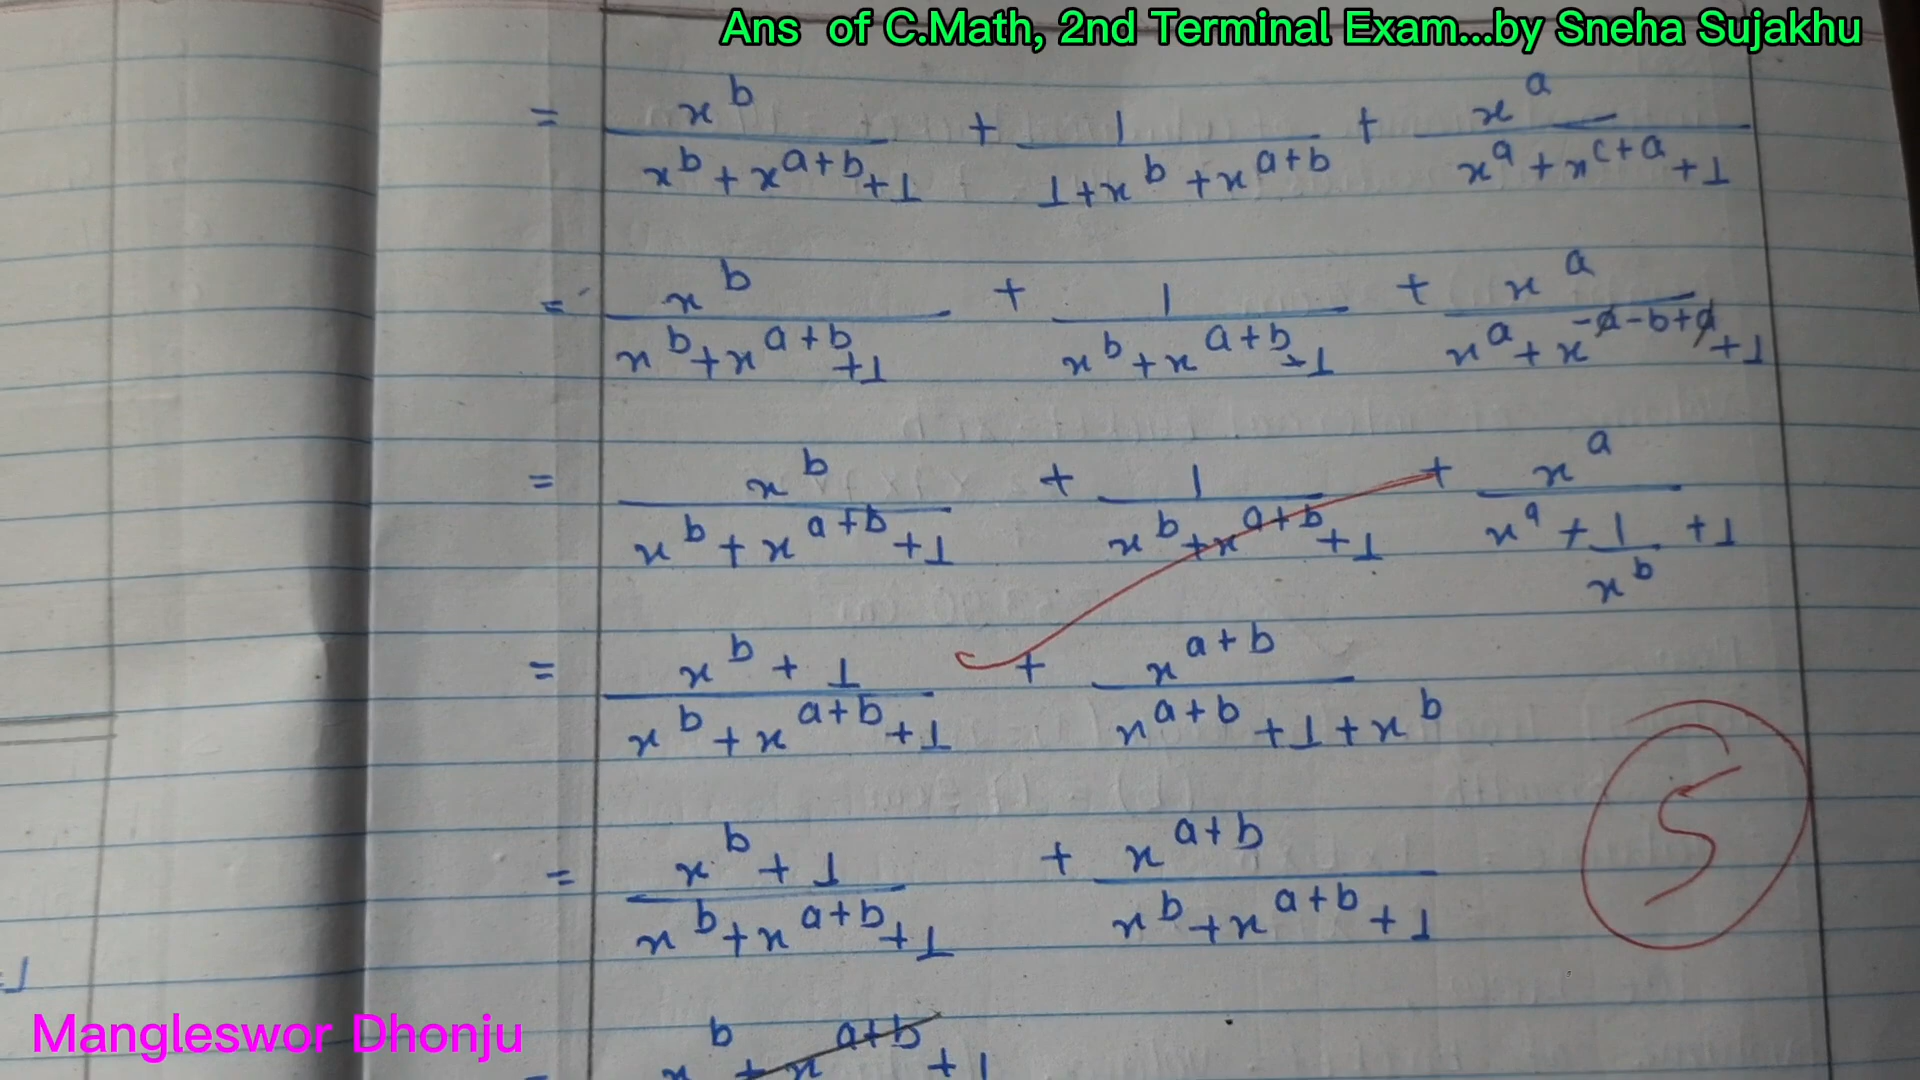 Ans of C.Math, 2nd Terminal Exam...by Sneha Sujakhu
= x^b / (x^b + x^{a+b} + 1) + 1 / (1 + x^b + x^{a+b}) + x^a / (x^a + x^{c+a} + 1)
= x^b / (x^b + x^{a+b} + 1) + 1 / (x^b + x^{a+b} + 1) + x^a / (x^a + x^{-a-b+a} + 1)
= x^b / (x^b + x^{a+b} + 1) + 1 / (x^b + x^{a+b} + 1) + x^a / (x^a + 1/x^b + 1)
= (x^b + 1) / (x^b + x^{a+b} + 1) + x^{a+b} / (x^{a+b} + 1 + x^b)
5
= (x^b + 1) / (x^b + x^{a+b} + 1) + x^{a+b} / (x^b + x^{a+b} + 1)
= x^b + x^{a+b} + 1
Mangleswor Dhonju